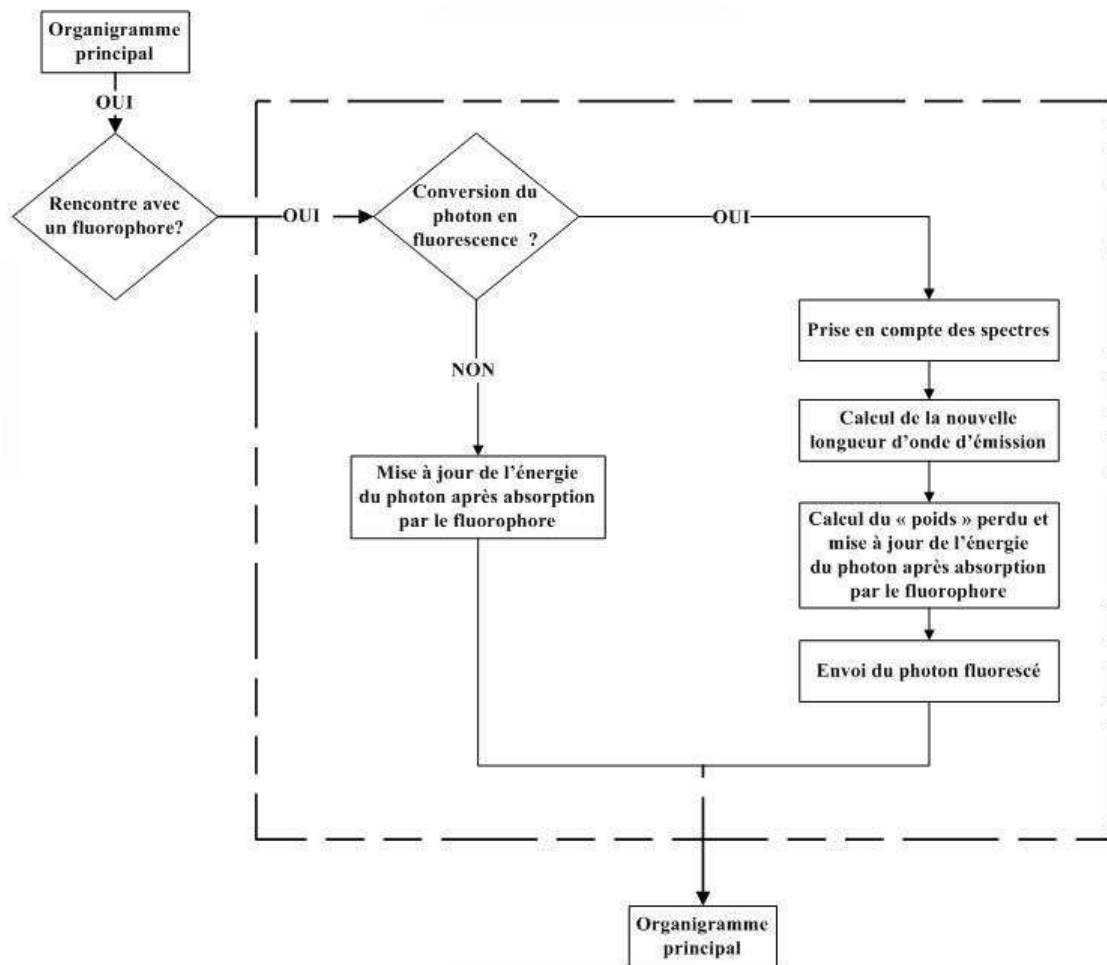 Organigramme
principal
OUI
Rencontre avec
un fluorophore?
OUI
Conversion du
photon en
fluorescence ?
OUI
NON
Mise à jour de l'énergie
du photon après absorption
par le fluorophore
Prise en compte des spectres
Calcul de la nouvelle
longueur d'onde d'émission
Calcul du « poids » perdu et
mise à jour de l'énergie
du photon après absorption
par le fluorophore
Envoi du photon fluorescé
Organigramme
principal